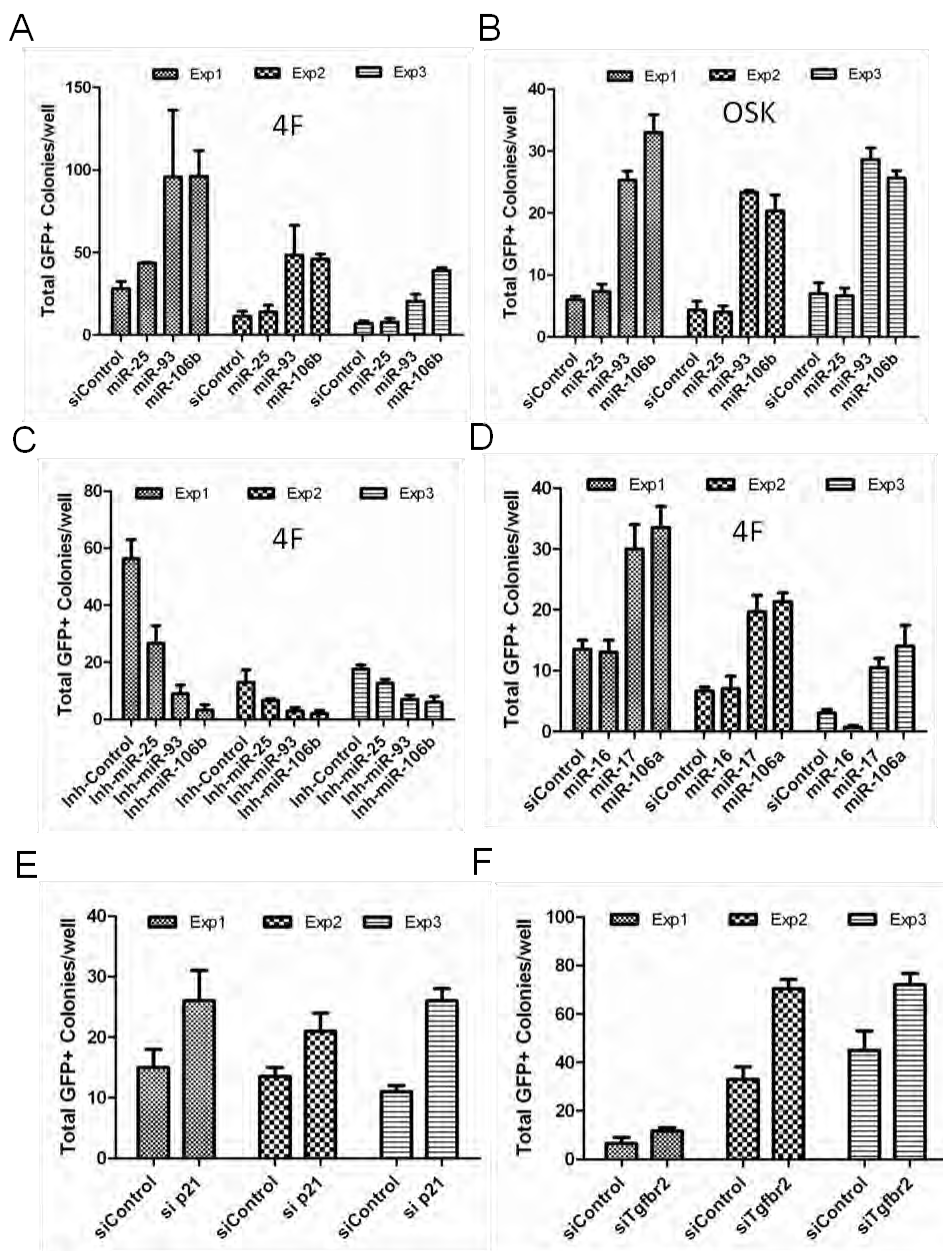 A
Exp1 Exp2 Exp3
4F
Total GFP+ Colonies/well
150
100
50
0
siControl
miR-25
miR-93
miR-106b
siControl
miR-25
miR-93
miR-106b
siControl
miR-25
miR-93
miR-106b
B
Exp1 Exp2 Exp3
OSK
Total GFP+ Colonies/well
40
30
20
10
0
siControl
miR-25
miR-93
miR-106b
siControl
miR-25
miR-93
miR-106b
siControl
miR-25
miR-93
miR-106b
C
Exp1 Exp2 Exp3
4F
Total GFP+ Colonies/well
80
60
40
20
0
Inh-Control
Inh-miR-25
Inh-miR-93
Inh-miR-106b
Inh-Control
Inh-miR-25
Inh-miR-93
Inh-miR-106b
Inh-Control
Inh-miR-25
Inh-miR-93
Inh-miR-106b
D
Exp1 Exp2 Exp3
4F
Total GFP+ Colonies/well
40
30
20
10
0
siControl
miR-16
miR-17
miR-106a
siControl
miR-16
miR-17
miR-106a
siControl
miR-16
miR-17
miR-106a
E
Exp1 Exp2 Exp3
Total GFP+ Colonies/well
40
30
20
10
0
siControl
si p21
siControl
si p21
siControl
si p21
F
Exp1 Exp2 Exp3
Total GFP+ Colonies/well
100
80
60
40
20
0
siControl
siTgfbr2
siControl
siTgfbr2
siControl
siTgfbr2